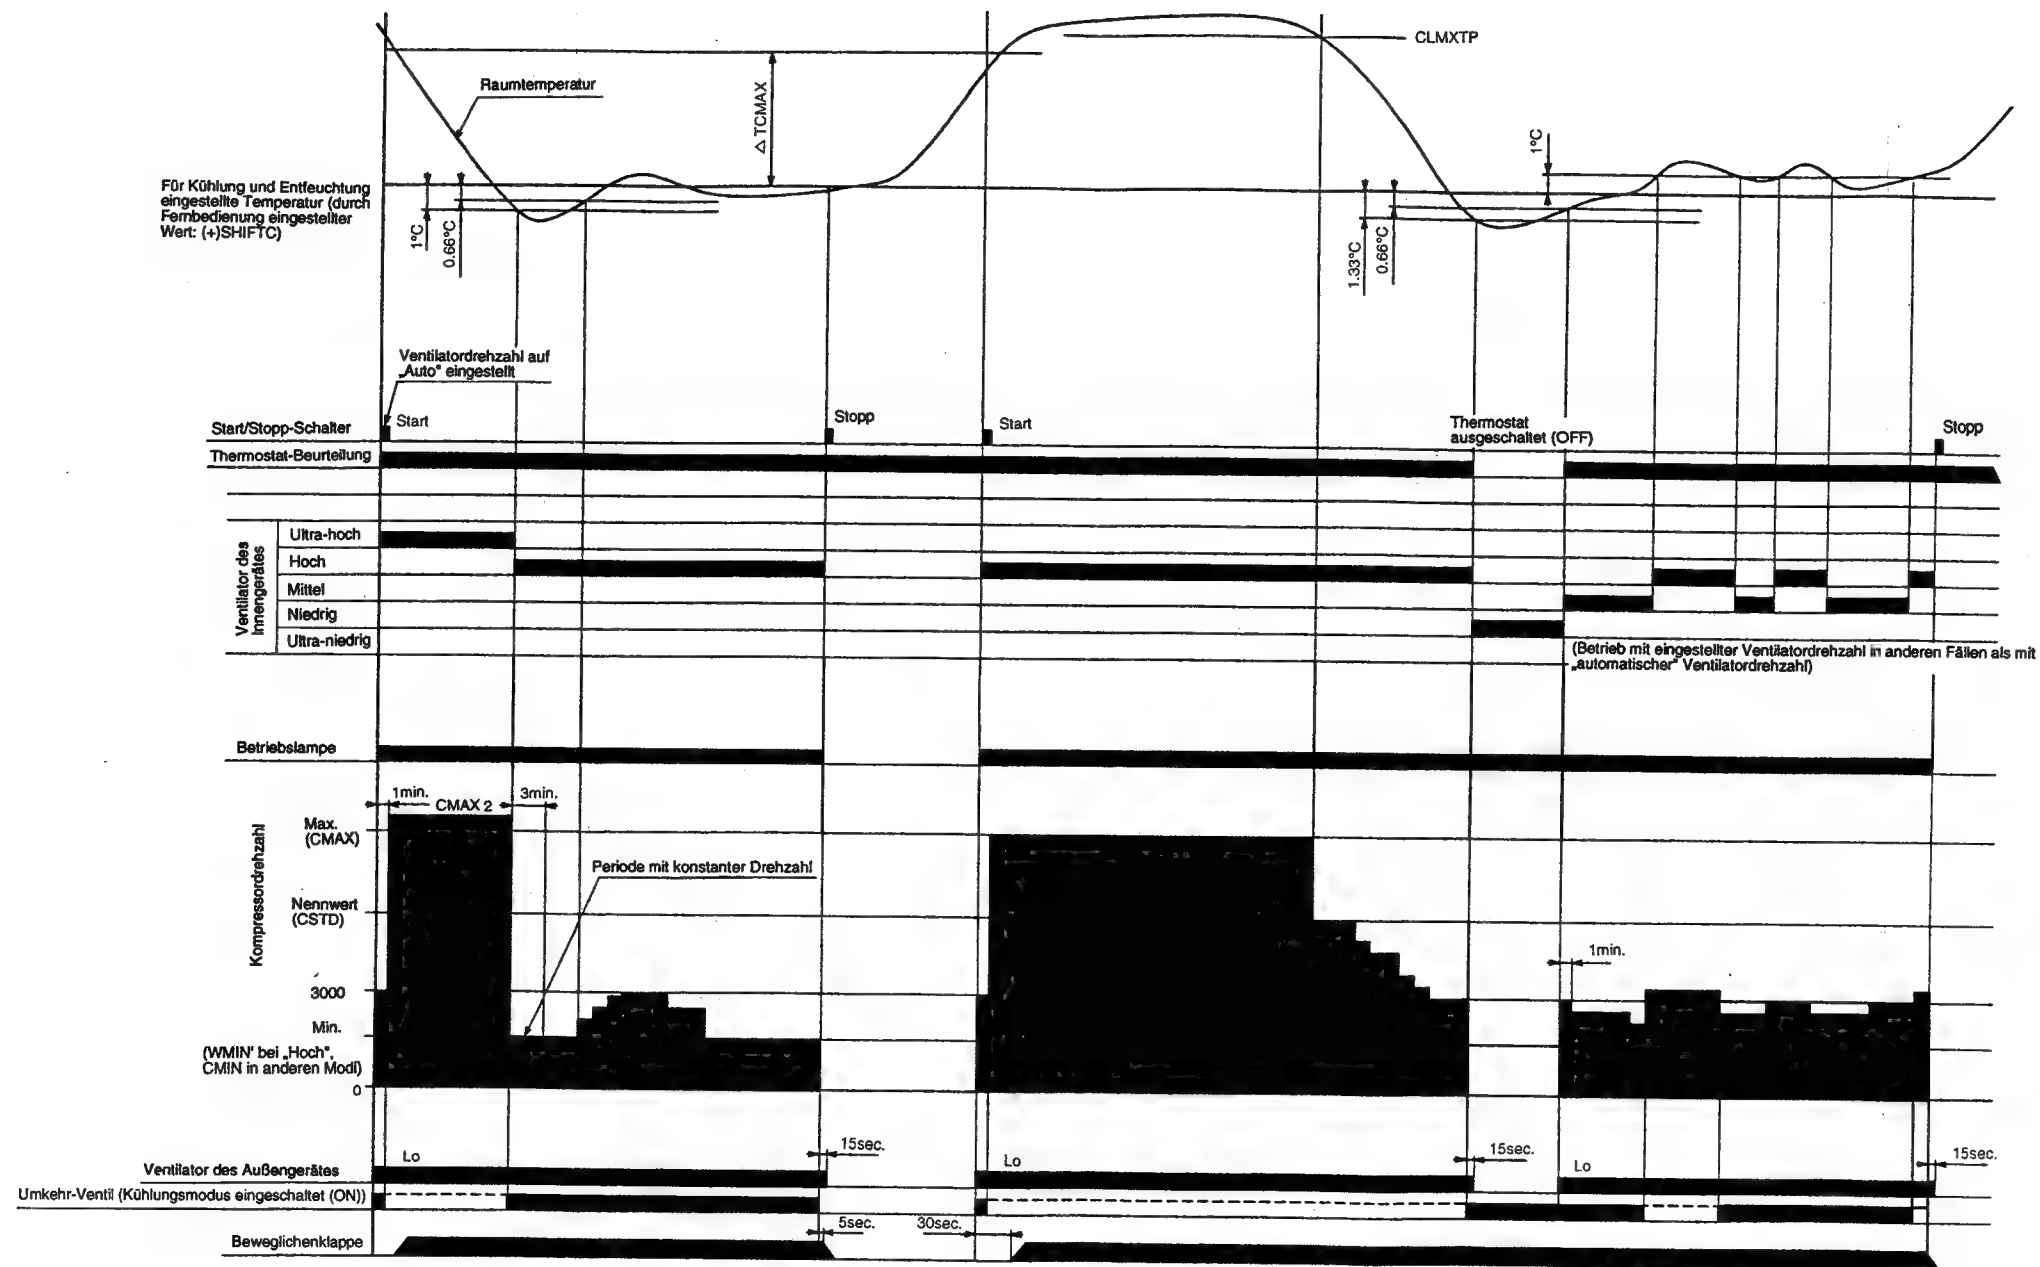 CLMXTP
Raumtemperatur
△ TCMAX
1°C
Für Kühlung und Entfeuchtung
eingestellte Temperatur (durch
Fernbedienung eingestellter
Wert: (+)SHIFTC)
1°C
0.66°C
1.33°C
0.66°C
Ventilatordrehzahl auf
„Auto" eingestellt
Start/Stopp-Schalter
Start
Stopp
Start
Thermostat
ausgeschaltet (OFF)
Stopp
Thermostat-Beurteilung
Ventilator des
Innengerätes
Ultra-hoch
Hoch
Mittel
Niedrig
Ultra-niedrig
(Betrieb mit eingestellter Ventilatordrehzahl in anderen Fällen als mit
„automatischer" Ventilatordrehzahl)
Betriebslampe
Kompressordrehzahl
1min.
CMAX 2
3min.
Max.
(CMAX)
Periode mit konstanter Drehzahl
Nennwert
(CSTD)
1min.
3000
Min.
(WMIN' bei „Hoch",
CMIN in anderen Modi)
0
15sec.
15sec.
15sec.
Ventilator des Außengerätes
Lo
Lo
Lo
Umkehr-Ventil (Kühlungsmodus eingeschaltet (ON))
5sec.
30sec.
Beweglichenklappe